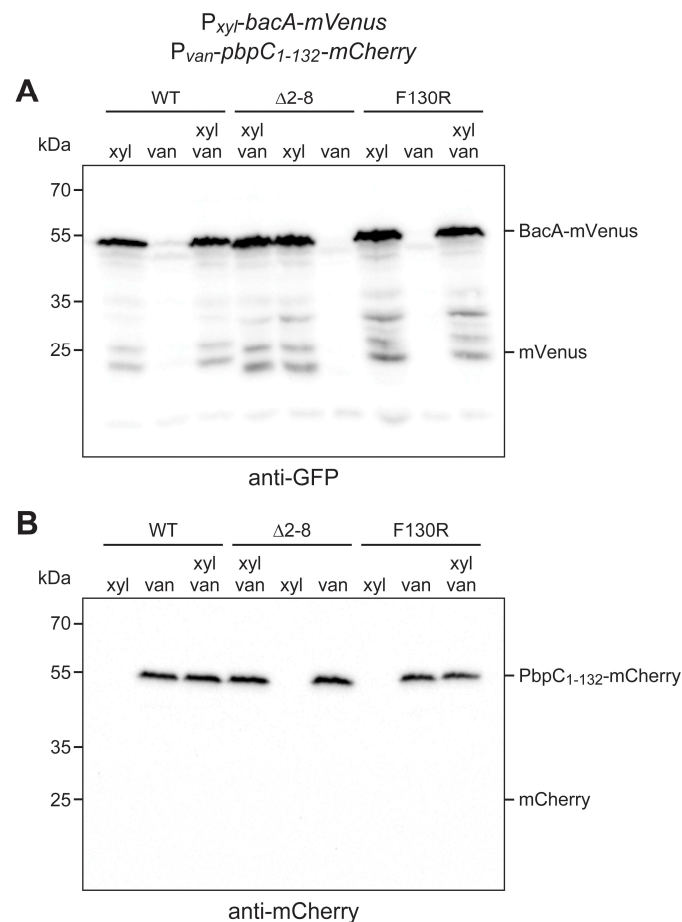 Pxyl-bacA-mVenus
Pvan-pbpC1-132-mCherry
A
WT Δ2-8 F130R
xyl xyl xyl
kDa xyl van van van xyl van xyl van van
70
55 BacA-mVenus
35
25 mVenus
anti-GFP
B
WT Δ2-8 F130R
xyl xyl xyl
kDa xyl van van van xyl van xyl van van
70
55 PbpC1-132-mCherry
35
25 mCherry
anti-mCherry